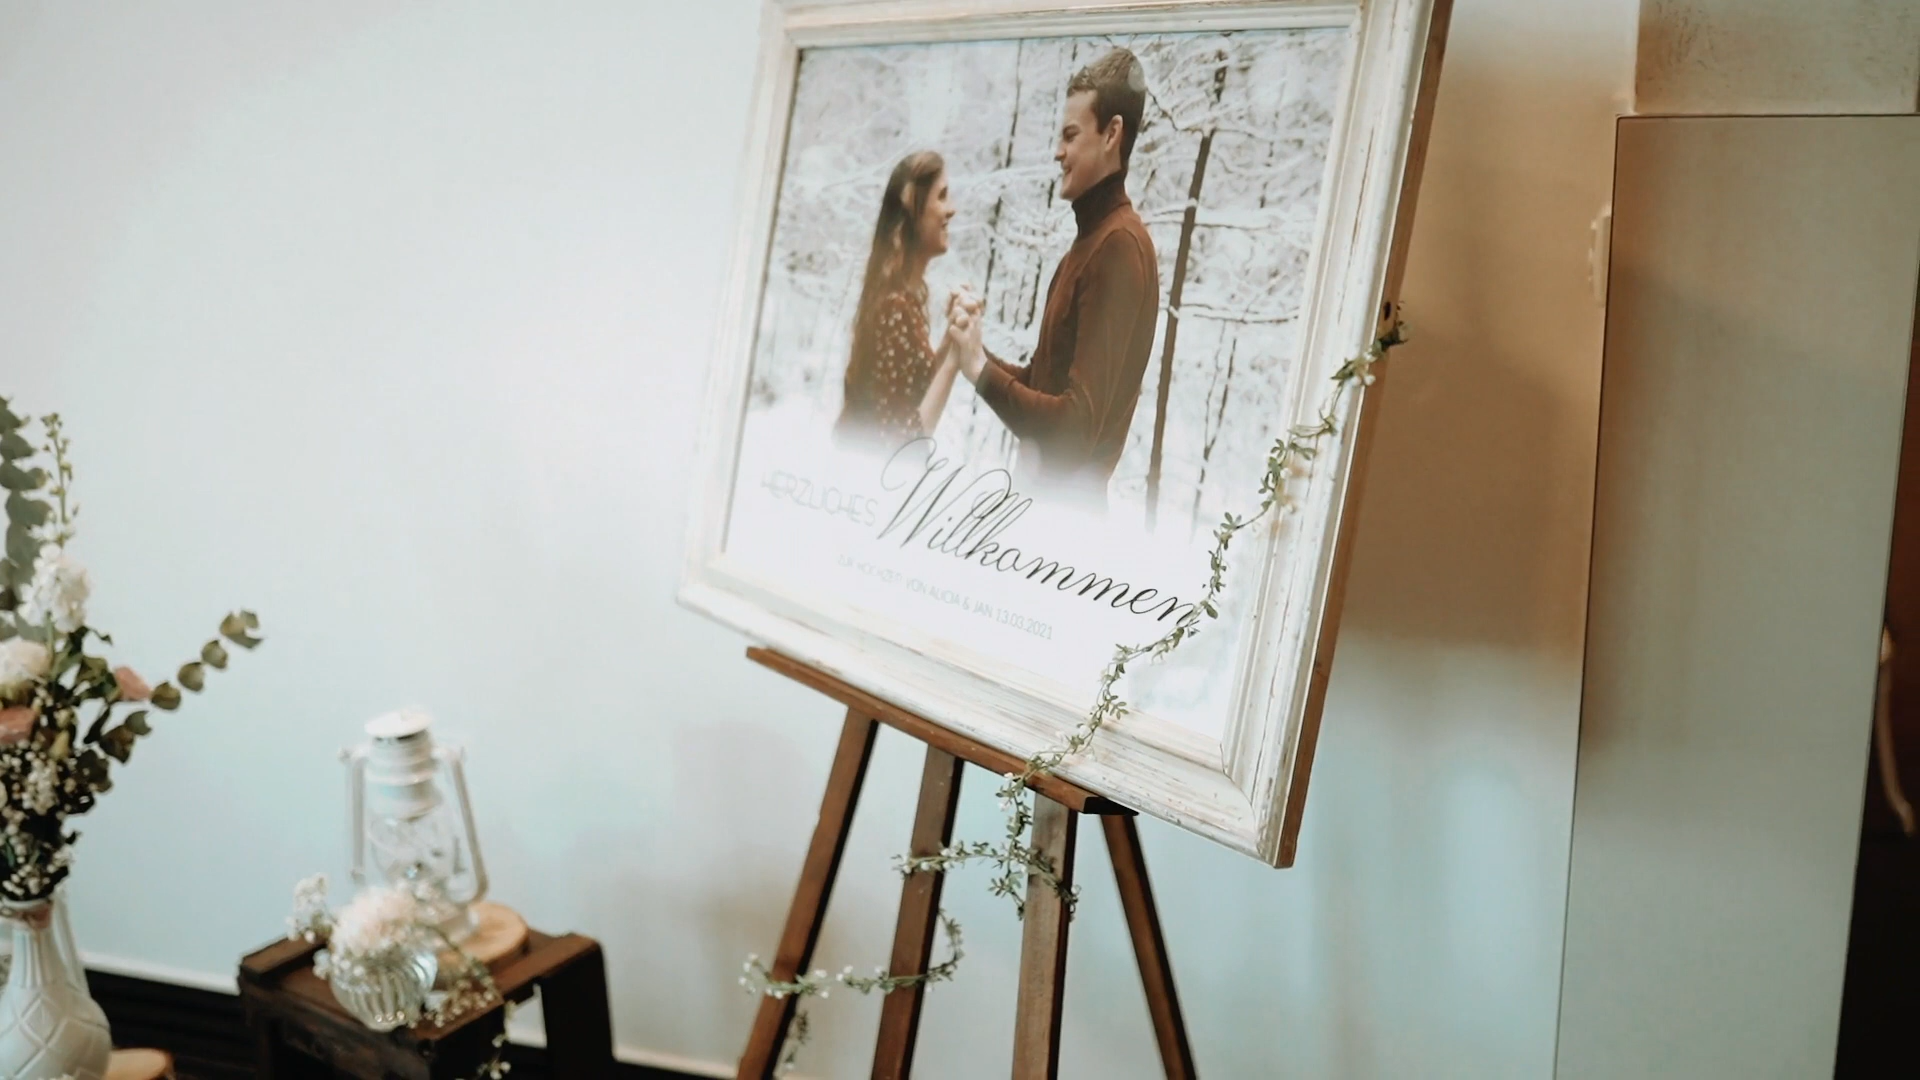 HERZLICHES Willkommen
ZUR HOCHZEIT VON ALICIA & JAN 13.03.2021